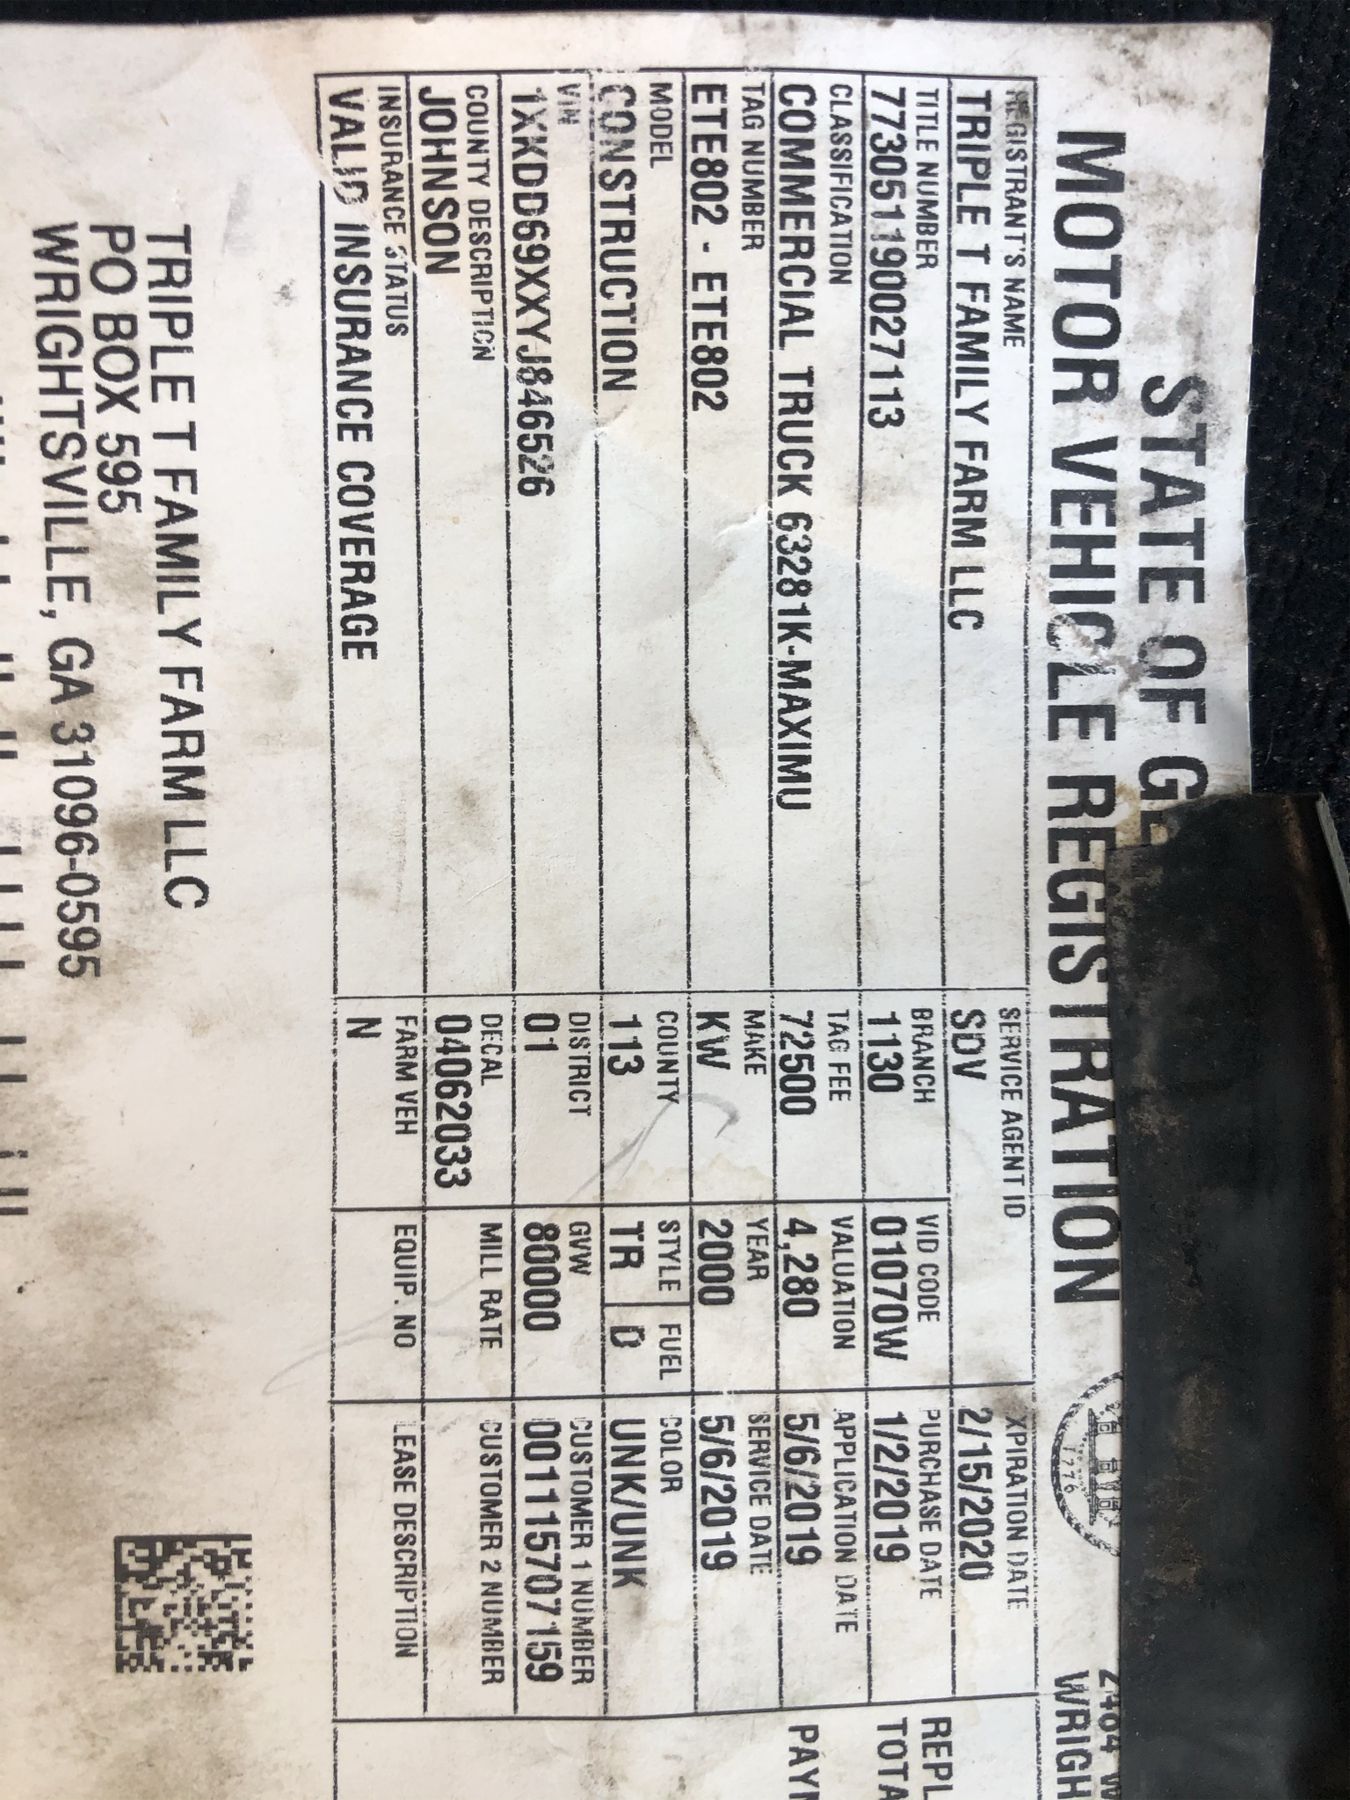 STATE OF GE
MOTOR VEHICLE REGISTRATION
WRIGH
REGISTRANT'S NAME SERVICE AGENT ID XPIRATION DATE
TRIPLE T FAMILY FARM LLC SDV 2/15/2020
TITLE NUMBER BRANCH VID CODE PURCHASE DATE REPL
773051190027113 1130 01070W 1/2/2019 TOTA
CLASSIFICATION TAG FEE VALUATION APPLICATION DATE
COMMERCIAL TRUCK 63281K-MAXIMU 72500 4,280 5/6/2019 PAYM
TAG NUMBER MAKE YEAR SERVICE DATE
ETE802 - ETE802 KW 2000 5/6/2019
MODEL COUNTY STYLE FUEL COLOR
CONSTRUCTION 113 TR D UNK/UNK
VIN DISTRICT GVW CUSTOMER 1 NUMBER
1XKDD69XXYJ846526 01 80000 001115707159
COUNTY DESCRIPTION DECAL MILL RATE CUSTOMER 2 NUMBER
JOHNSON 04062033
INSURANCE STATUS FARM VEH EQUIP. NO LEASE DESCRIPTION
VALID INSURANCE COVERAGE N
TRIPLE T FAMILY FARM LLC
PO BOX 595
WRIGHTSVILLE, GA 31096-0595